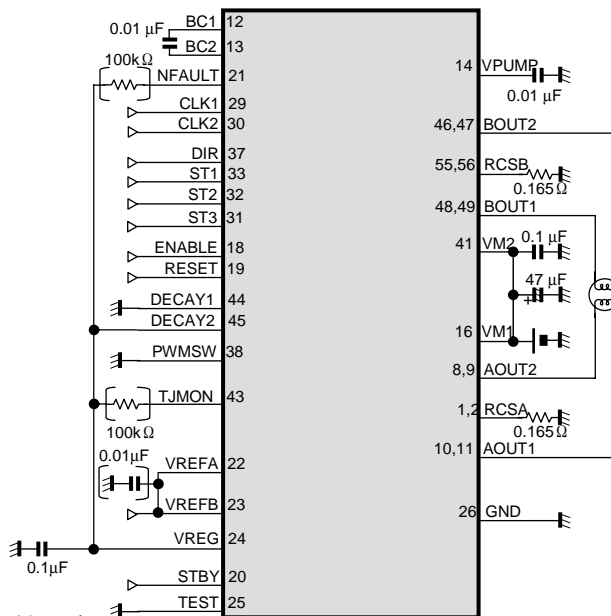 BC1 12
0.01 μF
BC2 13
100kΩ
NFAULT 21
CLK1 29
CLK2 30
DIR 37
ST1 33
ST2 32
ST3 31
ENABLE 18
RESET 19
DECAY1 44
DECAY2 45
PWMSW 38
TJMON 43
100kΩ
0.01μF
VREFA 22
VREFB 23
VREG 24
0.1μF
STBY 20
TEST 25
14 VPUMP
0.01 μF
46,47 BOUT2
55,56 RCSB
0.165Ω
48,49 BOUT1
0.1 μF
41 VM2
47 μF
+
16 VM1
8,9 AOUT2
1,2 RCSA
0.165Ω
10,11 AOUT1
26 GND